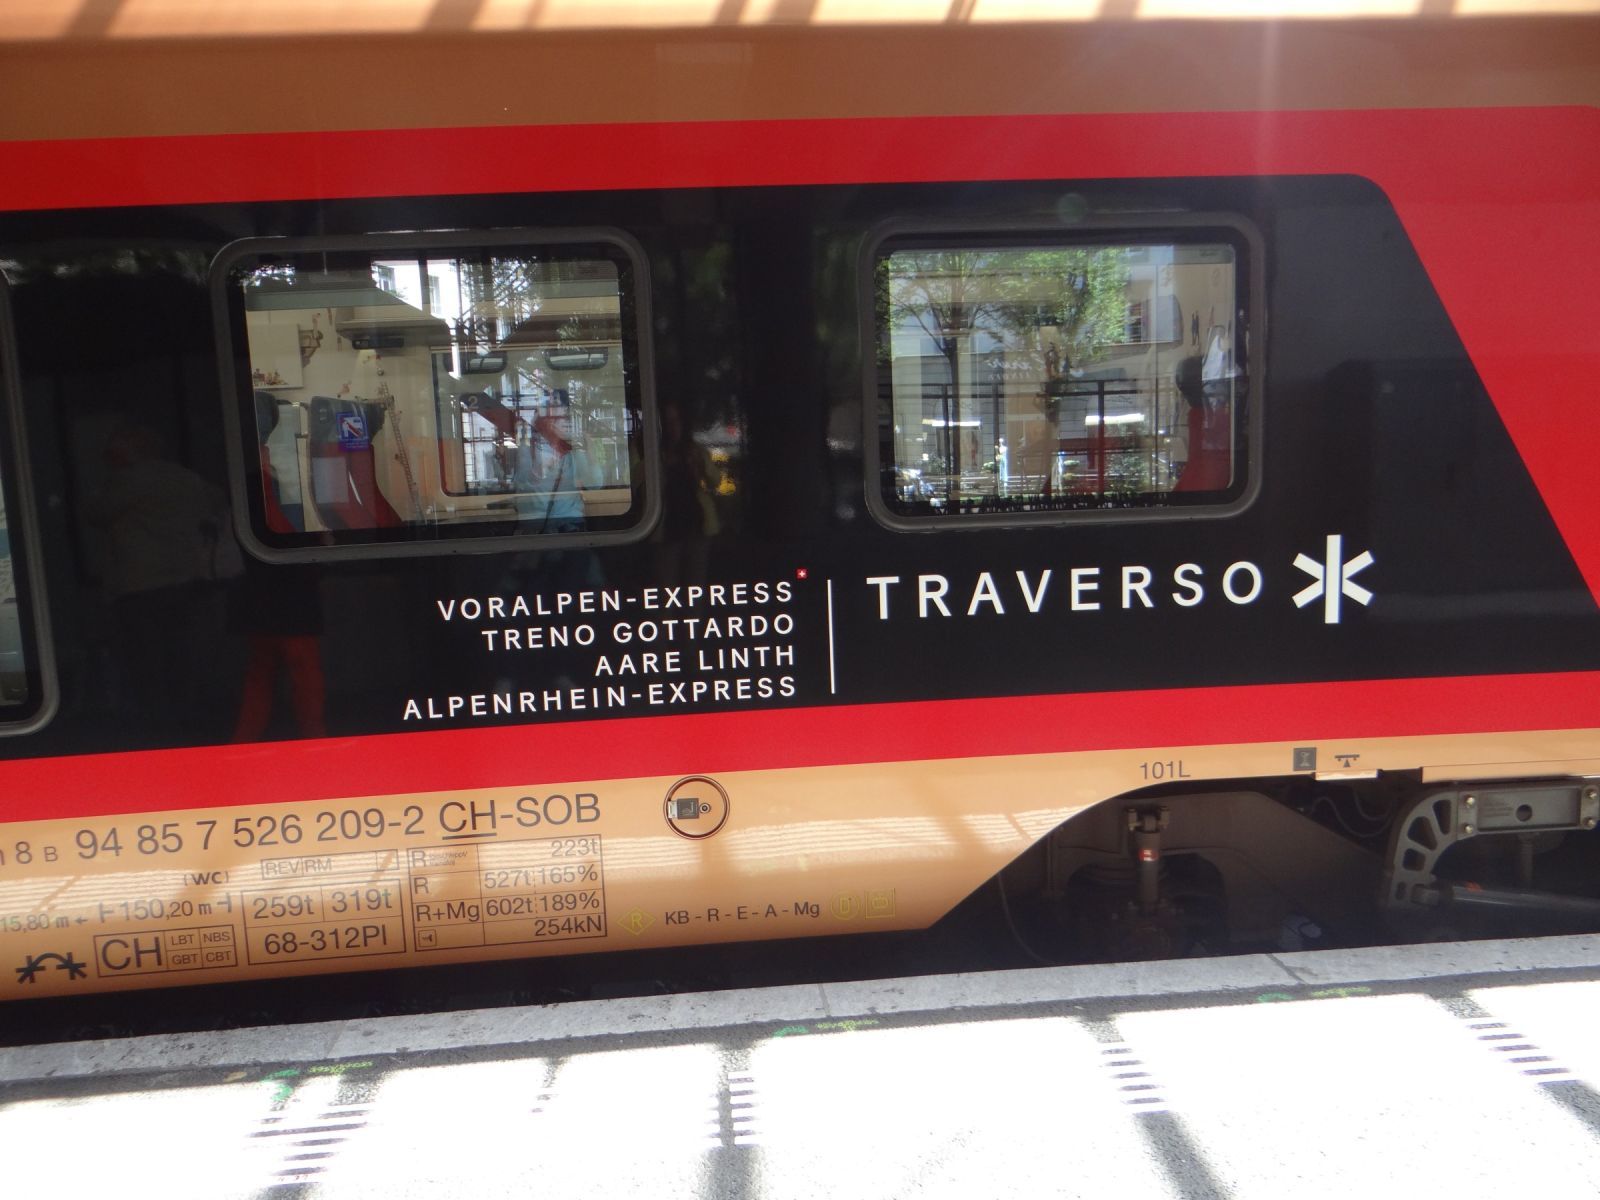 VORALPEN-EXPRESS
TRENO GOTTARDO
AARE LINTH
ALPENRHEIN-EXPRESS
TRAVERSO
101L
8 B 94 85 7 526 209-2 CH-SOB
(WC)
REV RM
R 223t
R 527t 165%
15,80 m 150,20 m
259t 319t
R+Mg 602t 189%
254kN
CH LBT NBS
GBT CBT
68-312Pl
R KB - R - E - A - Mg
2